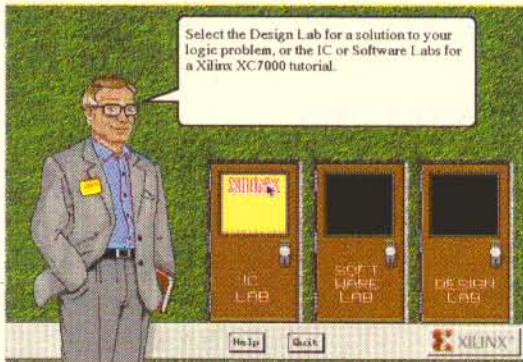 Select the Design Lab for a solution to your
logic problem, or the IC or Software Labs for
a Xilinx XC7000 tutorial.
XILINX
IC
LAB
SOFT
WARE
LAB
DESIGN
LAB
Help
Quit
XILINX®